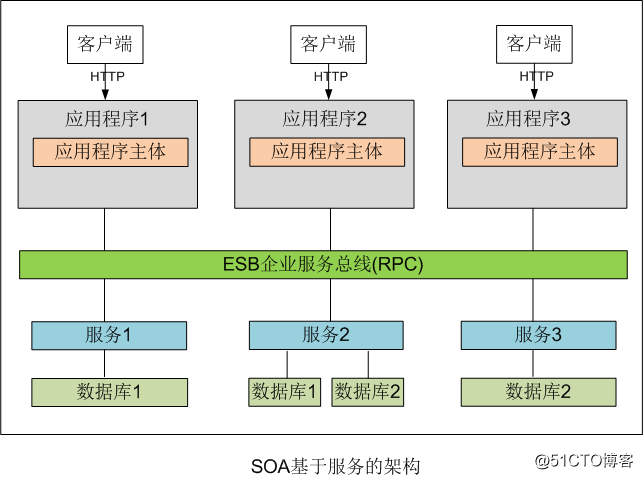 客户端 客户端 客户端
HTTP HTTP HTTP
应用程序1 应用程序2 应用程序3
应用程序主体 应用程序主体 应用程序主体
ESB企业服务总线(RPC)
服务1 服务2 服务3
数据库1 数据库1 数据库2 数据库2
SOA基于服务的架构
@51CTO博客